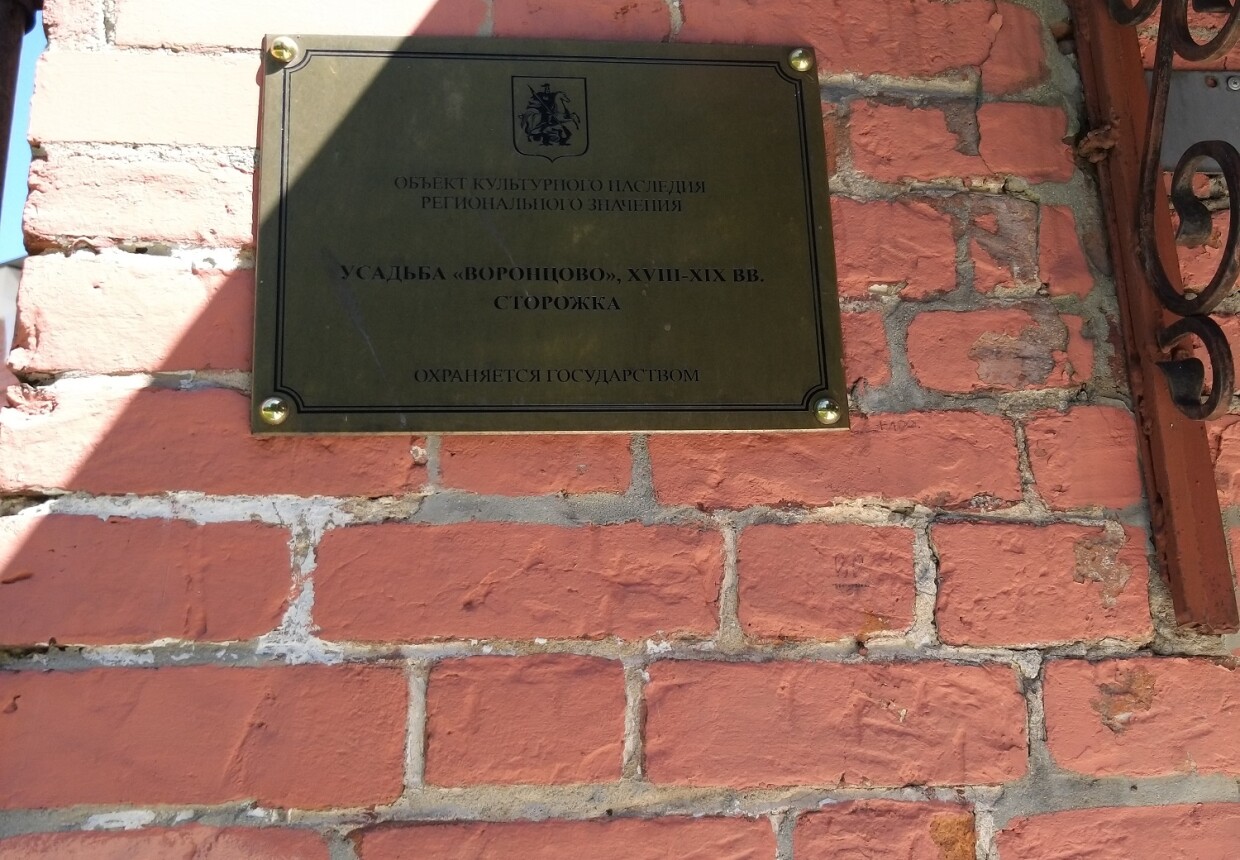 ОБЪЕКТ КУЛЬТУРНОГО НАСЛЕДИЯ
РЕГИОНАЛЬНОГО ЗНАЧЕНИЯ
УСАДЬБА «ВОРОНЦОВО», XVIII-XIX ВВ.
СТОРОЖКА
ОХРАНЯЕТСЯ ГОСУДАРСТВОМ